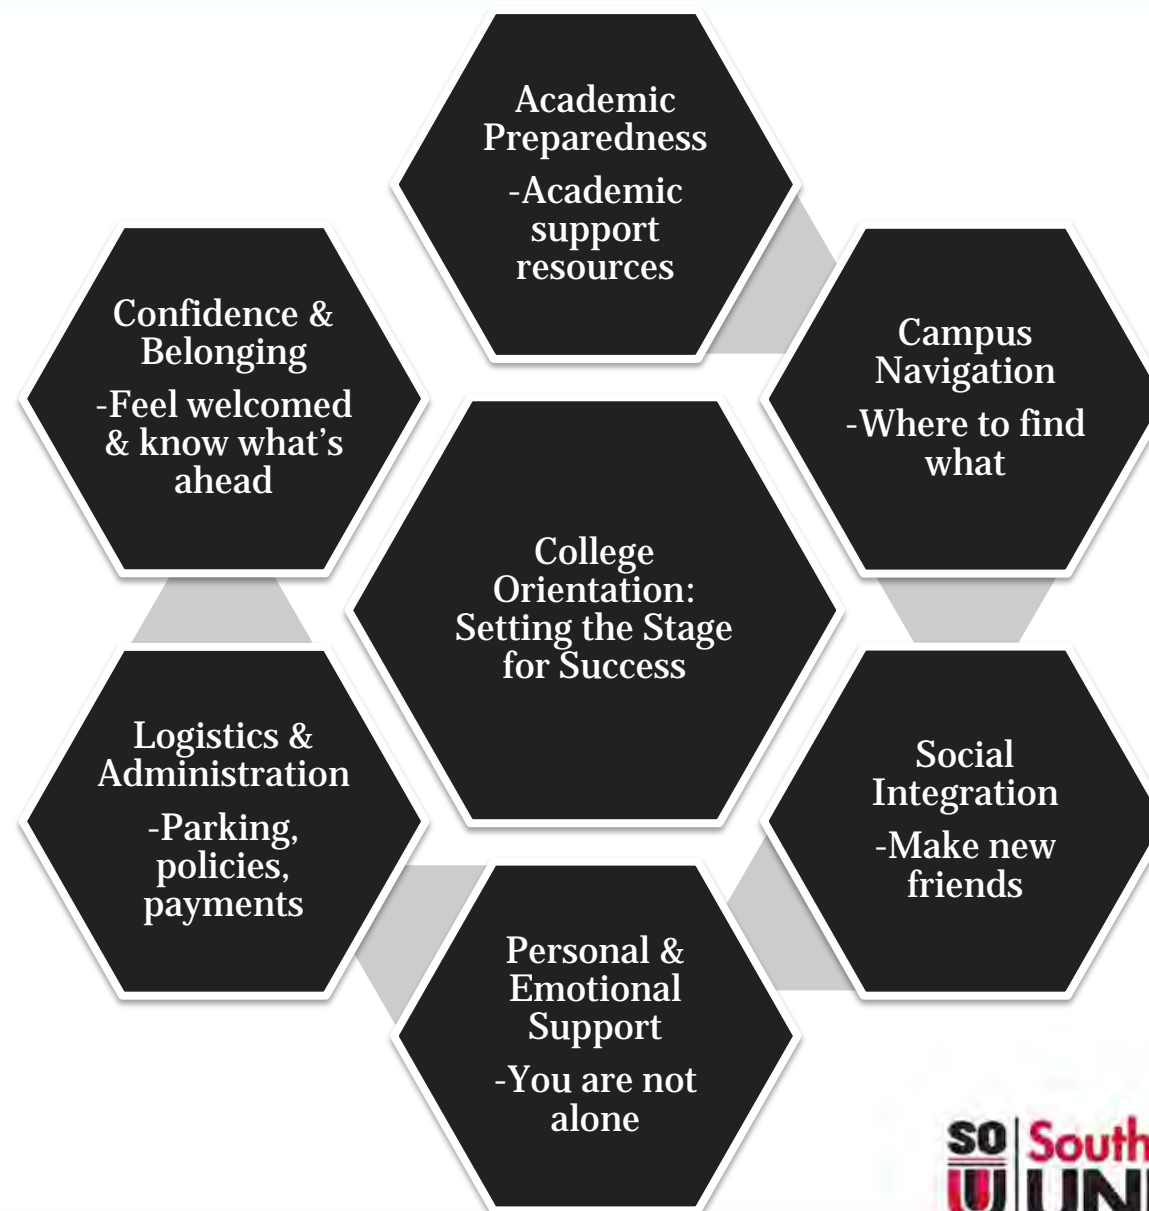 Academic
Preparedness
-Academic
support
resources
Campus
Navigation
-Where to find
what
Social
Integration
-Make new
friends
Personal &
Emotional
Support
-You are not
alone
Logistics &
Administration
-Parking,
policies,
payments
Confidence &
Belonging
-Feel welcomed
& know what's
ahead
College
Orientation:
Setting the Stage
for Success
SO
U
South
UNI